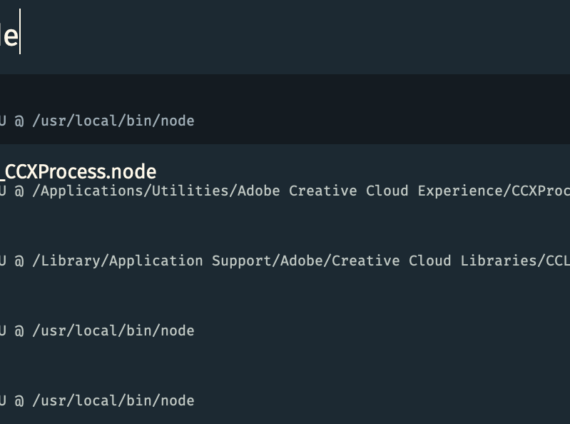 le
U @ /usr/local/bin/node
_CCXProcess.node
U @ /Applications/Utilities/Adobe Creative Cloud Experience/CCXProc
U @ /Library/Application Support/Adobe/Creative Cloud Libraries/CCL
U @ /usr/local/bin/node
U @ /usr/local/bin/node